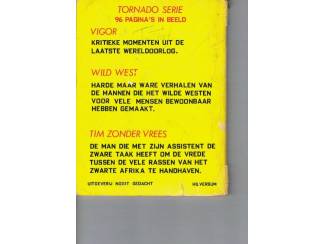 TORNADO SERIE
96 PAGINA'S IN BEELD
VIGOR
KRITIEKE MOMENTEN UIT DE
LAATSTE WERELDOORLOG.
WILD WEST
HARDE MAAR WARE VERHALEN VAN
DE MANNEN DIE HET WILDE WESTEN
VOOR VELE MENSEN BEWOONBAAR
HEBBEN GEMAAKT.
TIM ZONDER VREES
DE MAN DIE MET ZIJN ASSISTENT DE
ZWARE TAAK HEEFT OM DE VREDE
TUSSEN DE VELE RASSEN VAN HET
ZWARTE AFRIKA TE HANDHAVEN.
UITGEVERIJ NOOIT GEDACHT HILVERSUM